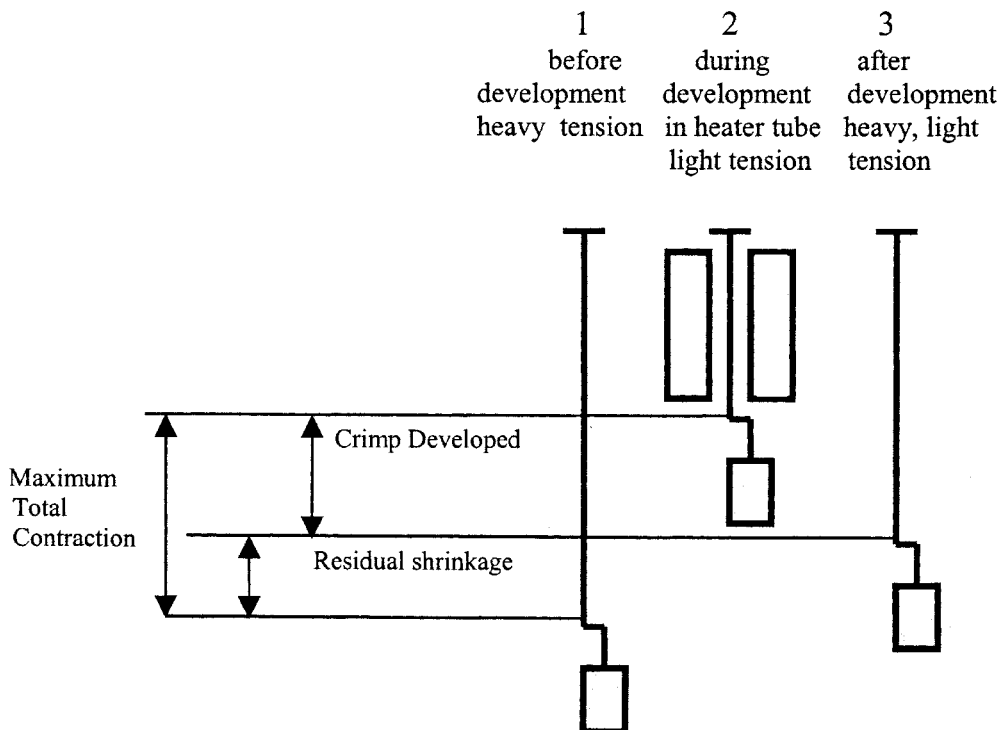 1
before
development
heavy tension
2
during
development
in heater tube
light tension
3
after
development
heavy, light
tension
Crimp Developed
Maximum
Total
Contraction
Residual shrinkage